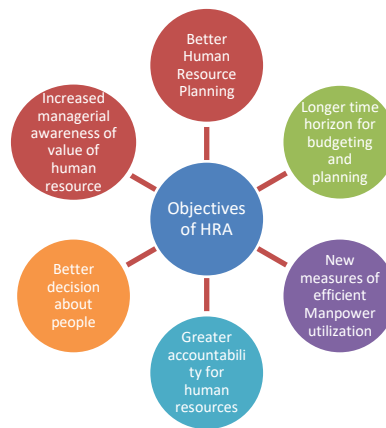 Better
Human
Resource
Planning
Longer time
horizon for
budgeting
and
planning
New
measures of
efficient
Manpower
utilization
Greater
accountabili
ty for
human
resources
Better
decision
about
people
Increased
managerial
awareness of
value of
human
resource
Objectives
of HRA